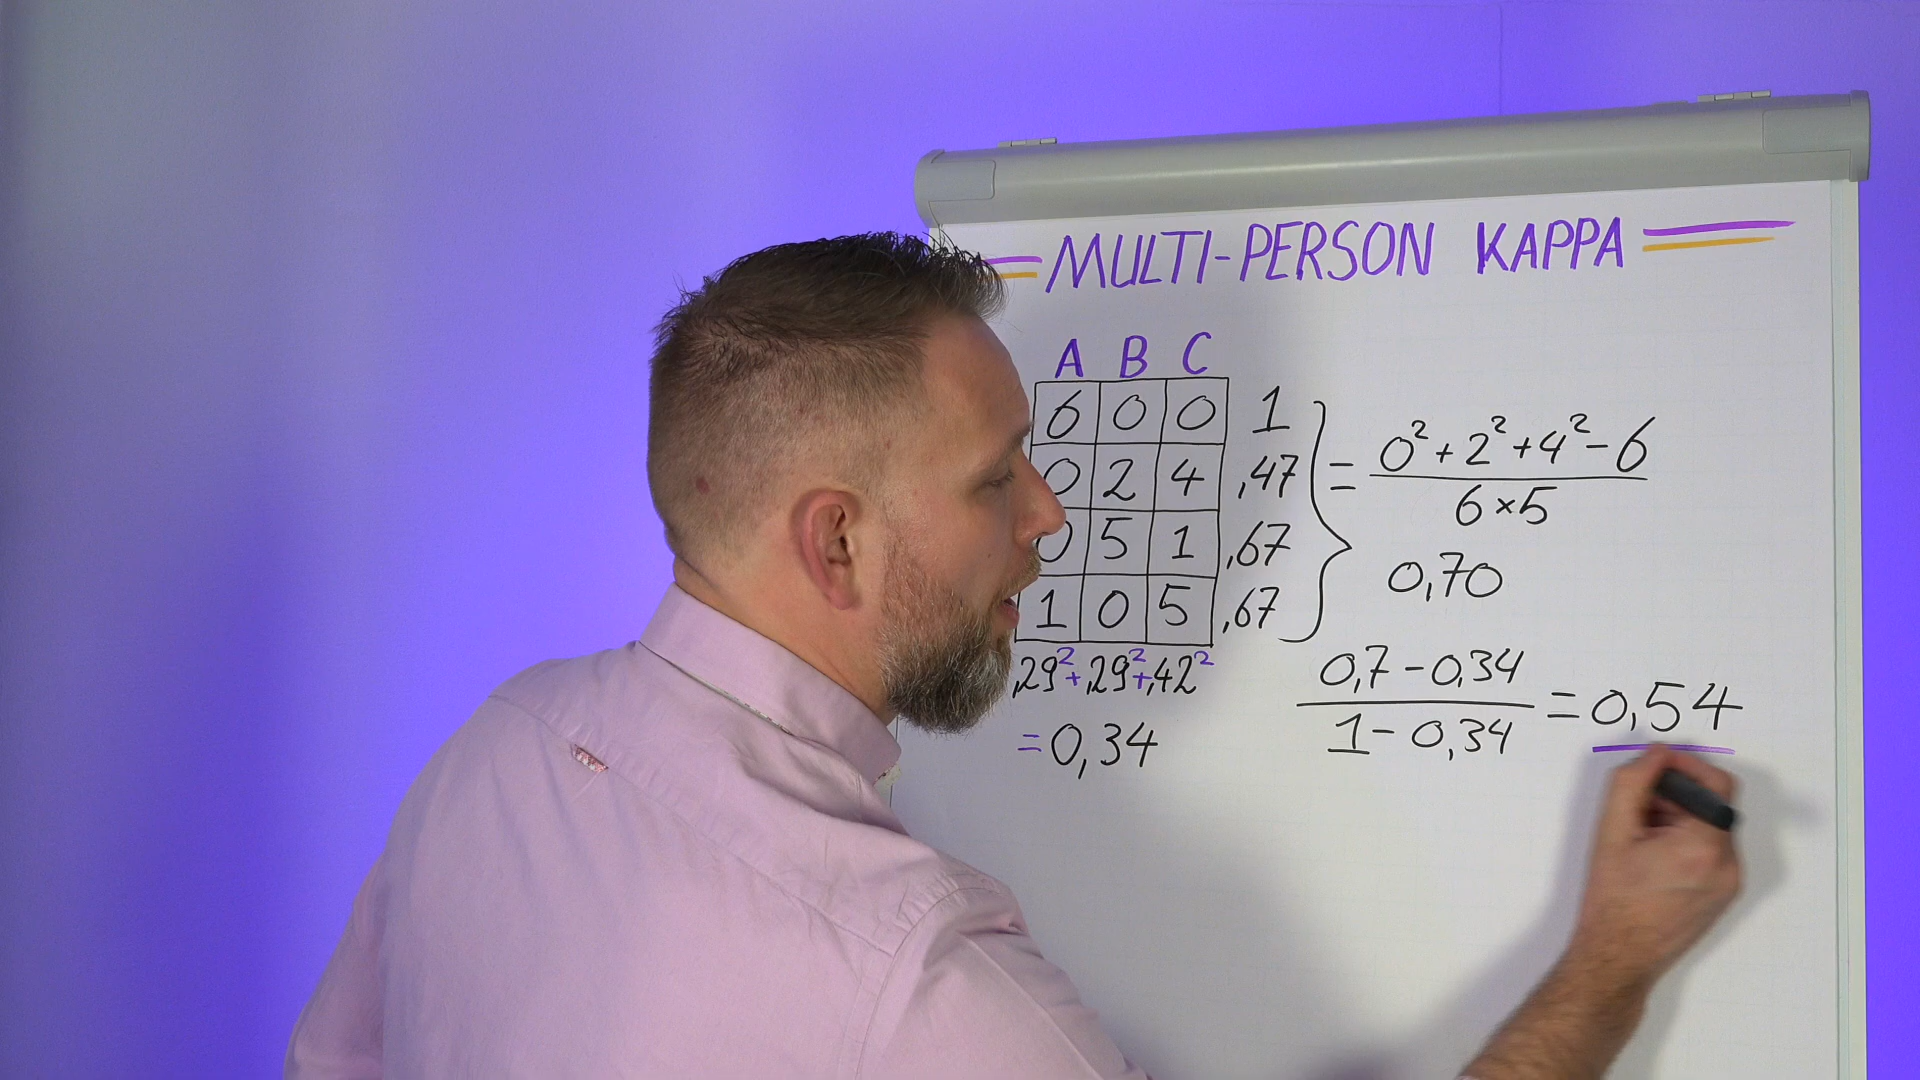 MULTI-PERSON KAPPA
A B C
6 0 0 1
0 2 4 ,47
0 5 1 ,67
1 0 5 ,67
= 0² + 2² + 4² - 6
6 × 5
0,70
,29² + ,29² + ,42²
= 0,34
0,7 - 0,34
1 - 0,34
= 0,54